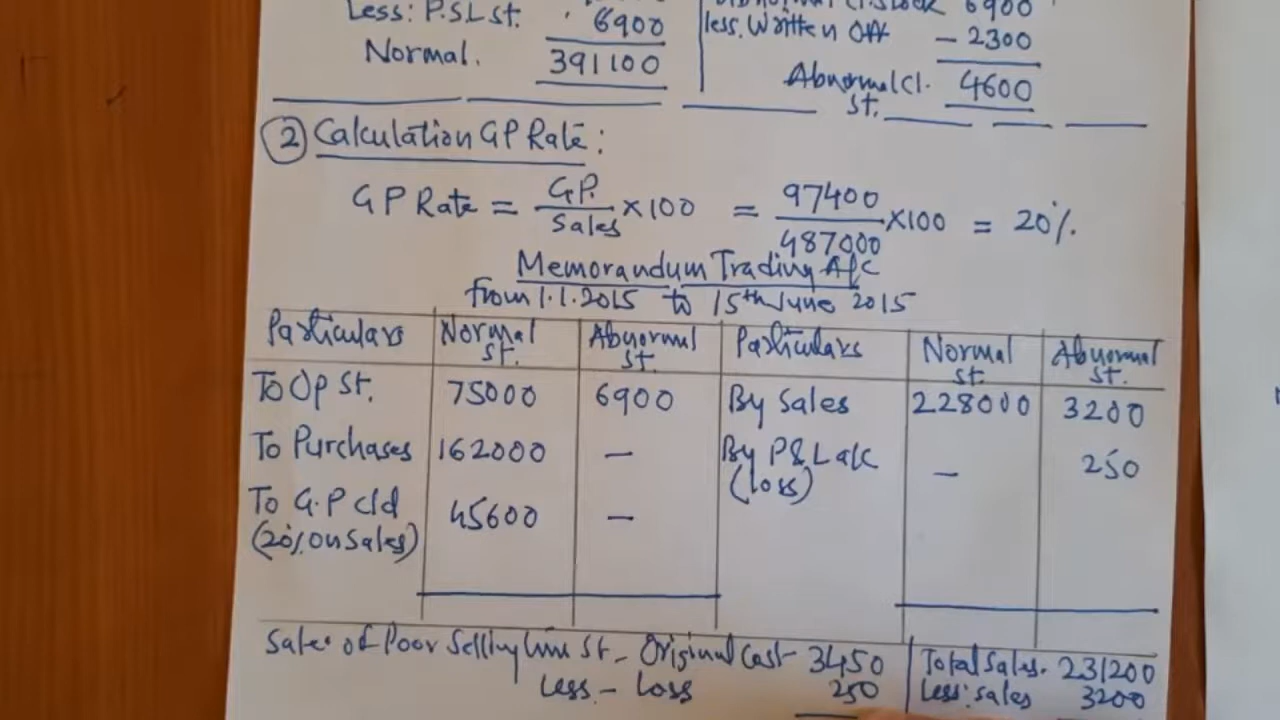 Less: P.SL St. 6900 less. Written Off - 2300
Normal. 391100 Abnormal Cl. St. 4600
② Calculation GP Rate:
GP Rate = G.P. / Sales × 100 = 97400 / 487000 × 100 = 20%
Memorandum Trading A/C
from 1.1.2015 to 15th June 2015
Particulars Normal St. Abnormal St. Particulars Normal St. Abnormal St.
To Op St. 75000 6900 By Sales 228000 3200
To Purchases 162000 — By P&L a/c (loss) — 250
To G.P c/d 45600 —
(20% on Sales)
Sales of Poor Selling line St - Original Cost - 3450 Total Sales - 231200
Less - Loss 250 Less: Sales 3200